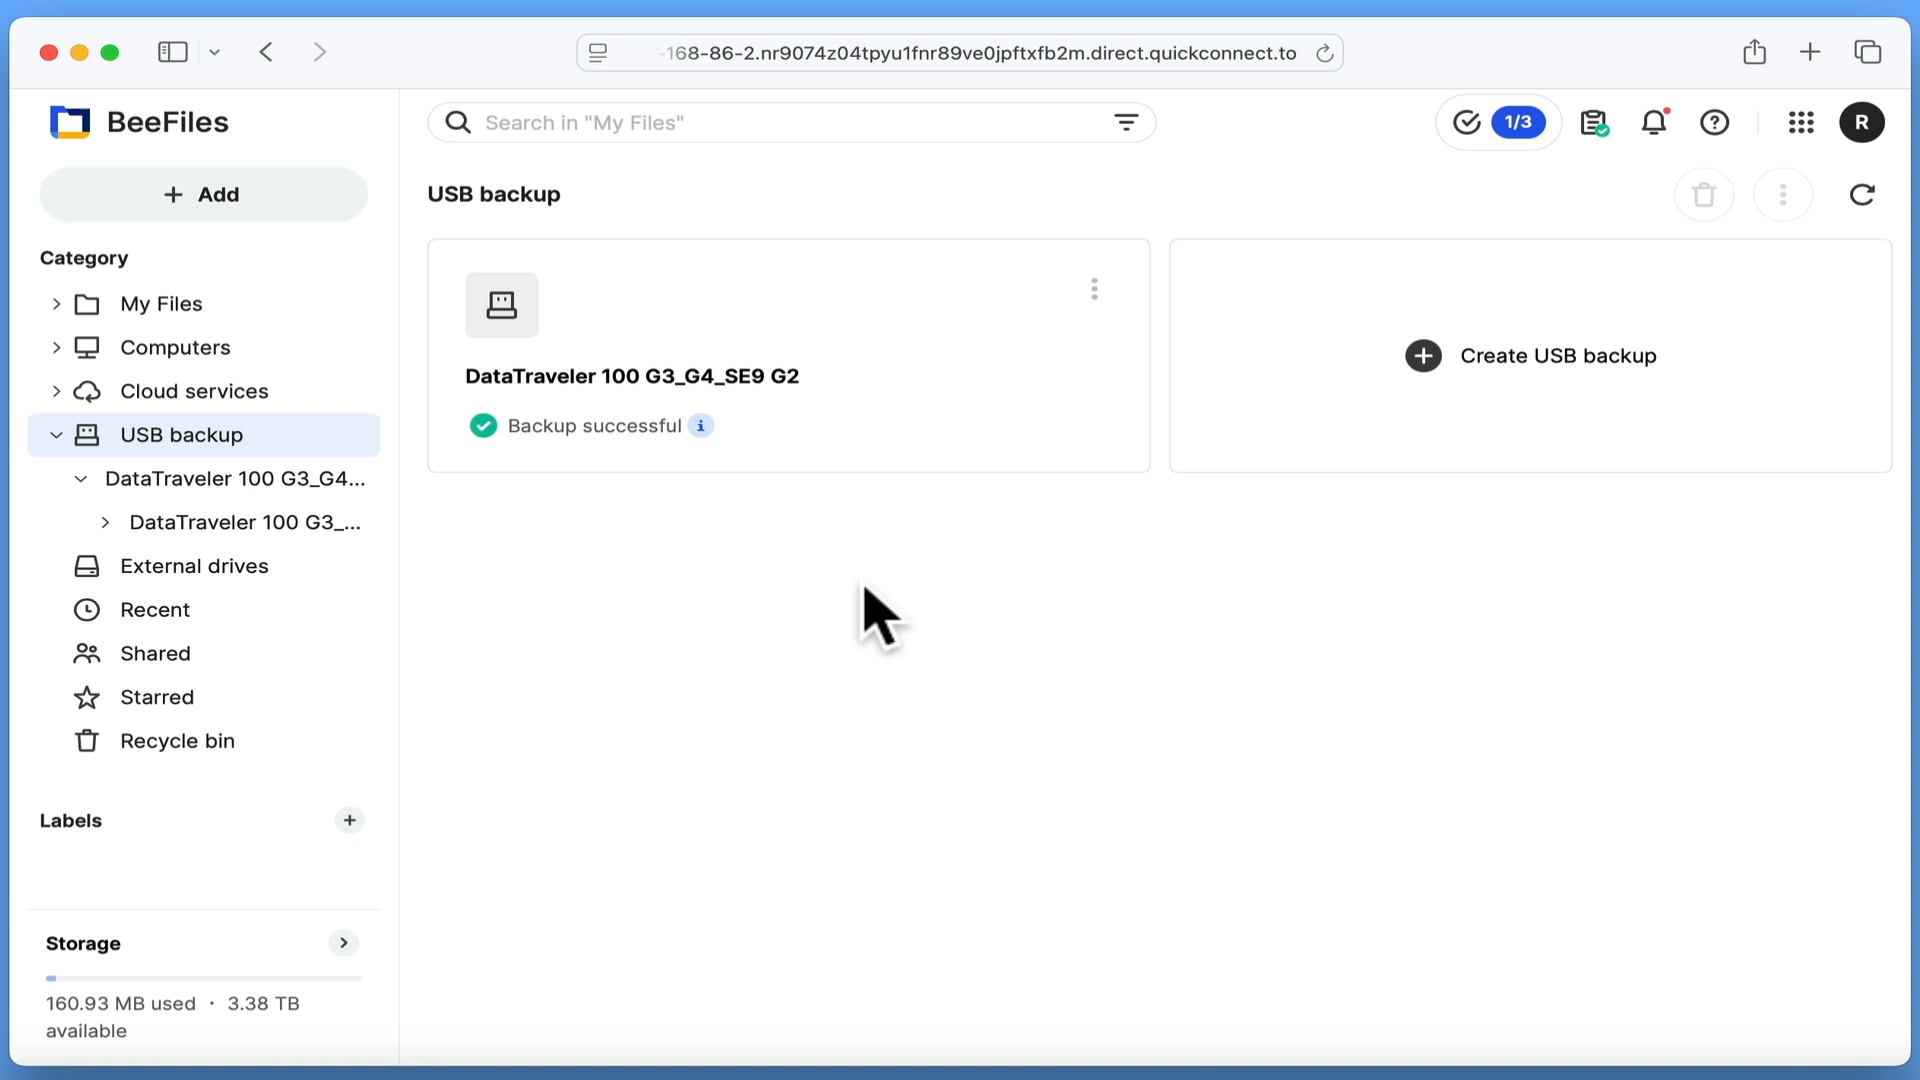 -168-86-2.nr9074z04tpyu1fnr89ve0jpftxfb2m.direct.quickconnect.to
BeeFiles
Search in "My Files"
1/3
R
+ Add
USB backup
Category
My Files
Computers
Cloud services
USB backup
DataTraveler 100 G3_G4...
DataTraveler 100 G3_...
External drives
Recent
Shared
Starred
Recycle bin
DataTraveler 100 G3_G4_SE9 G2
Backup successful
Create USB backup
Labels
Storage
160.93 MB used · 3.38 TB
available